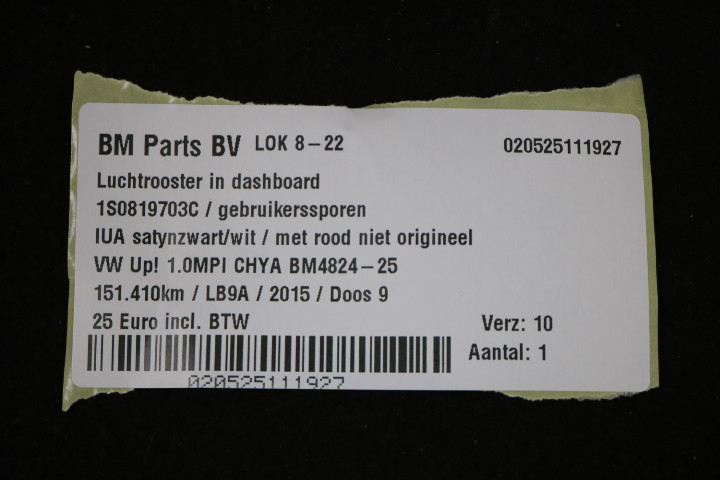 BM Parts BV LOK 8-22 020525111927
Luchtrooster in dashboard
1S0819703C / gebruikerssporen
IUA satynzwart/wit / met rood niet origineel
VW Up! 1.0MPI CHYA BM4824-25
151.410km / LB9A / 2015 / Doos 9
25 Euro incl. BTW Verz: 10
Aantal: 1
020525111927